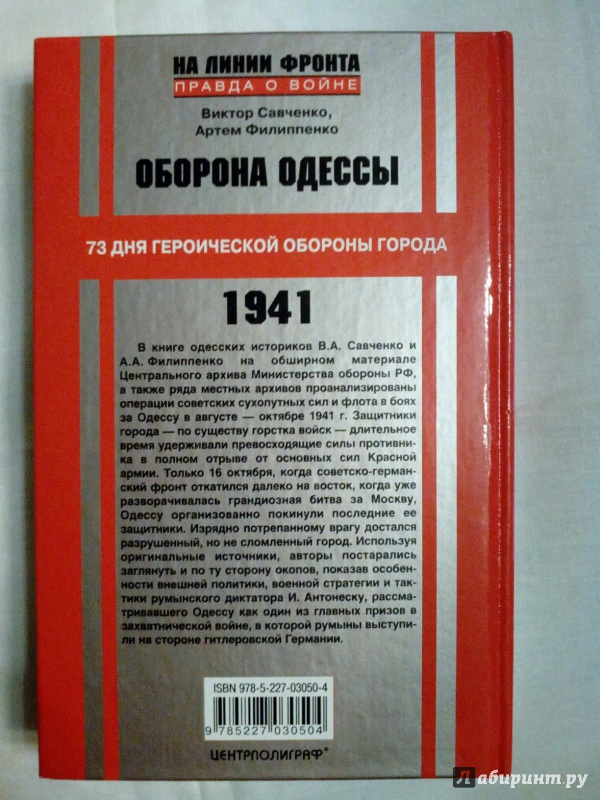 НА ЛИНИИ ФРОНТА
ПРАВДА О ВОЙНЕ
Виктор Савченко,
Артем Филиппенко
ОБОРОНА ОДЕССЫ
73 ДНЯ ГЕРОИЧЕСКОЙ ОБОРОНЫ ГОРОДА
1941
В книге одесских историков В.А. Савченко и
А.А. Филиппенко на обширном материале
Центрального архива Министерства обороны РФ,
а также ряда местных архивов проанализированы
операции советских сухопутных сил и флота в боях
за Одессу в августе — октябре 1941 г. Защитники
города — по существу горстка войск — длительное
время удерживали превосходящие силы противни-
ка в полном отрыве от основных сил Красной
армии. Только 16 октября, когда советско-герман-
ский фронт откатился далеко на восток, когда уже
разворачивалась грандиозная битва за Москву,
Одессу организованно покинули последние ее
защитники. Изрядно потрепанному врагу достался
разрушенный, но не сломленный город. Используя
оригинальные источники, авторы постарались
заглянуть и по ту сторону окопов, показав особен-
ности внешней политики, военной стратегии и так-
тики румынского диктатора И. Антонеску, рассма-
тривавшего Одессу как один из главных призов в
захватнической войне, в которой румыны выступи-
ли на стороне гитлеровской Германии.
ISBN 978-5-227-03050-4
9 785227 030504
ЦЕНТРПОЛИГРАФ®
Лабиринт.ру